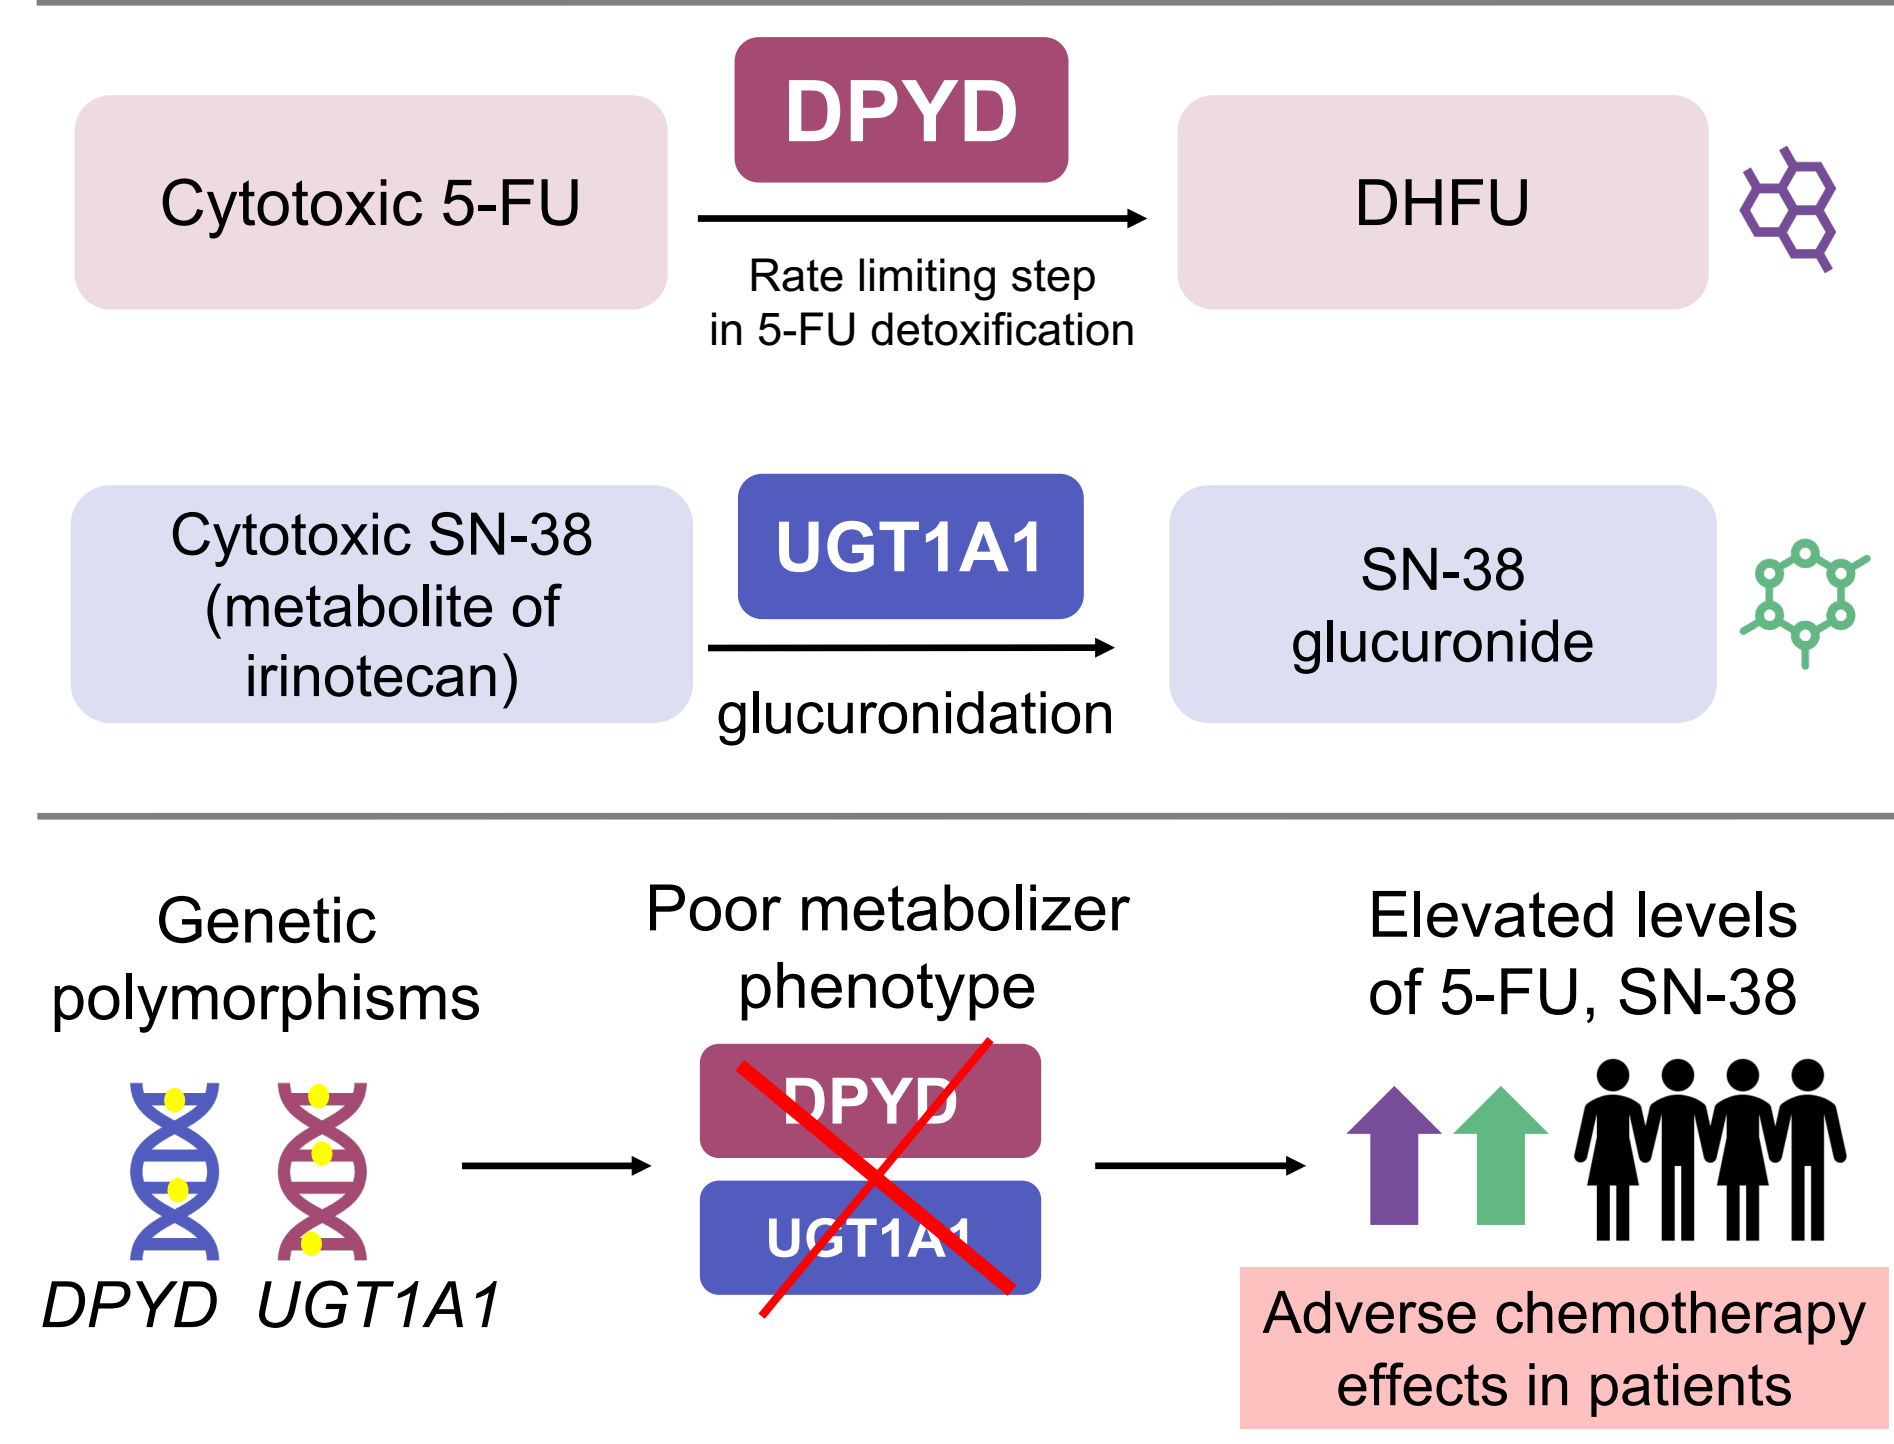 DPYD
Cytotoxic 5-FU
DHFU
Rate limiting step
in 5-FU detoxification
UGT1A1
Cytotoxic SN-38
(metabolite of
irinotecan)
SN-38
glucuronide
glucuronidation
Genetic
polymorphisms
DPYD UGT1A1
Poor metabolizer
phenotype
DPYD
UGT1A1
Elevated levels
of 5-FU, SN-38
Adverse chemotherapy
effects in patients